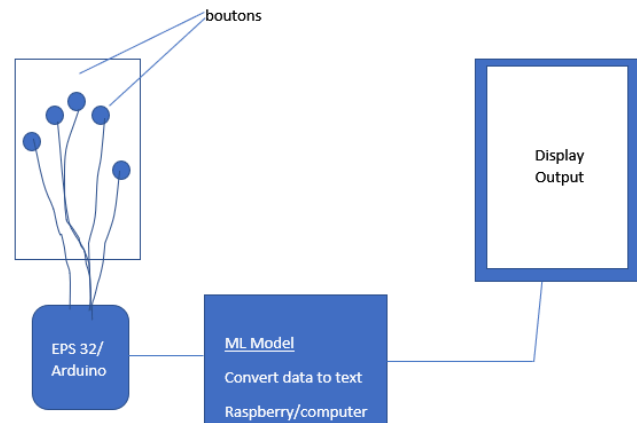 boutons
Display
Output
EPS 32/
Arduino
ML Model
Convert data to text
Raspberry/computer